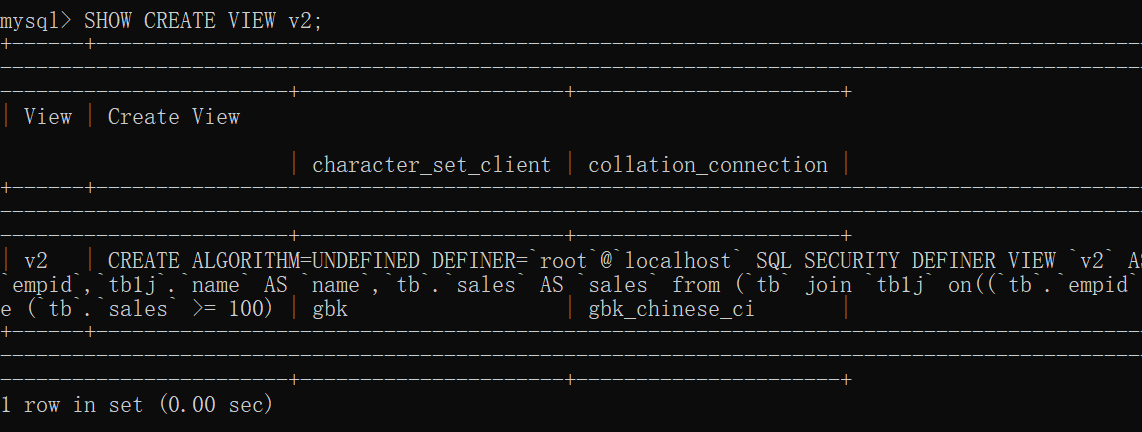 mysql> SHOW CREATE VIEW v2;
| View | Create View
| character_set_client | collation_connection |
| v2 | CREATE ALGORITHM=UNDEFINED DEFINER=`root`@`localhost` SQL SECURITY DEFINER VIEW `v2` AS
`empid`,`tb1j`.`name` AS `name`,`tb`.`sales` AS `sales` from (`tb` join `tb1j` on((`tb`.`empid`
e (`tb`.`sales` >= 100) | gbk | gbk_chinese_ci |
1 row in set (0.00 sec)